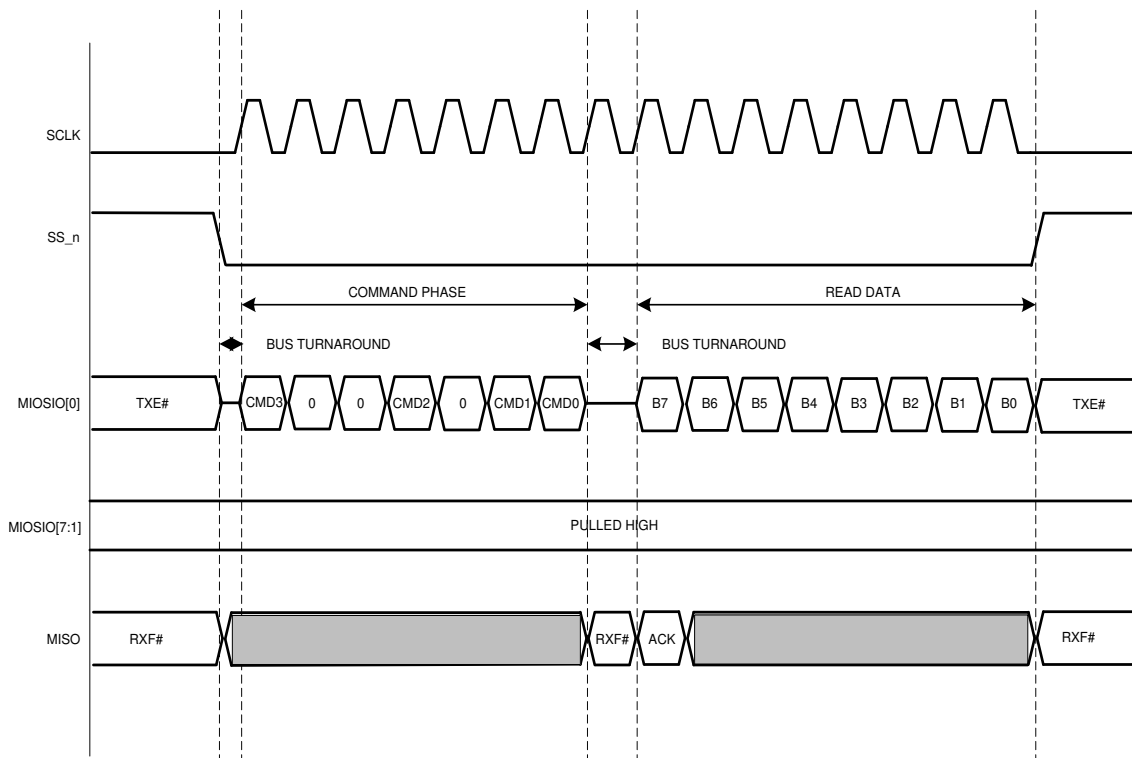 SCLK
SS_n
COMMAND PHASE READ DATA
BUS TURNAROUND BUS TURNAROUND
MIOSIO[0] TXE# CMD3 0 0 CMD2 0 CMD1 CMD0 B7 B6 B5 B4 B3 B2 B1 B0 TXE#
MIOSIO[7:1] PULLED HIGH
MISO RXF# RXF# ACK RXF#